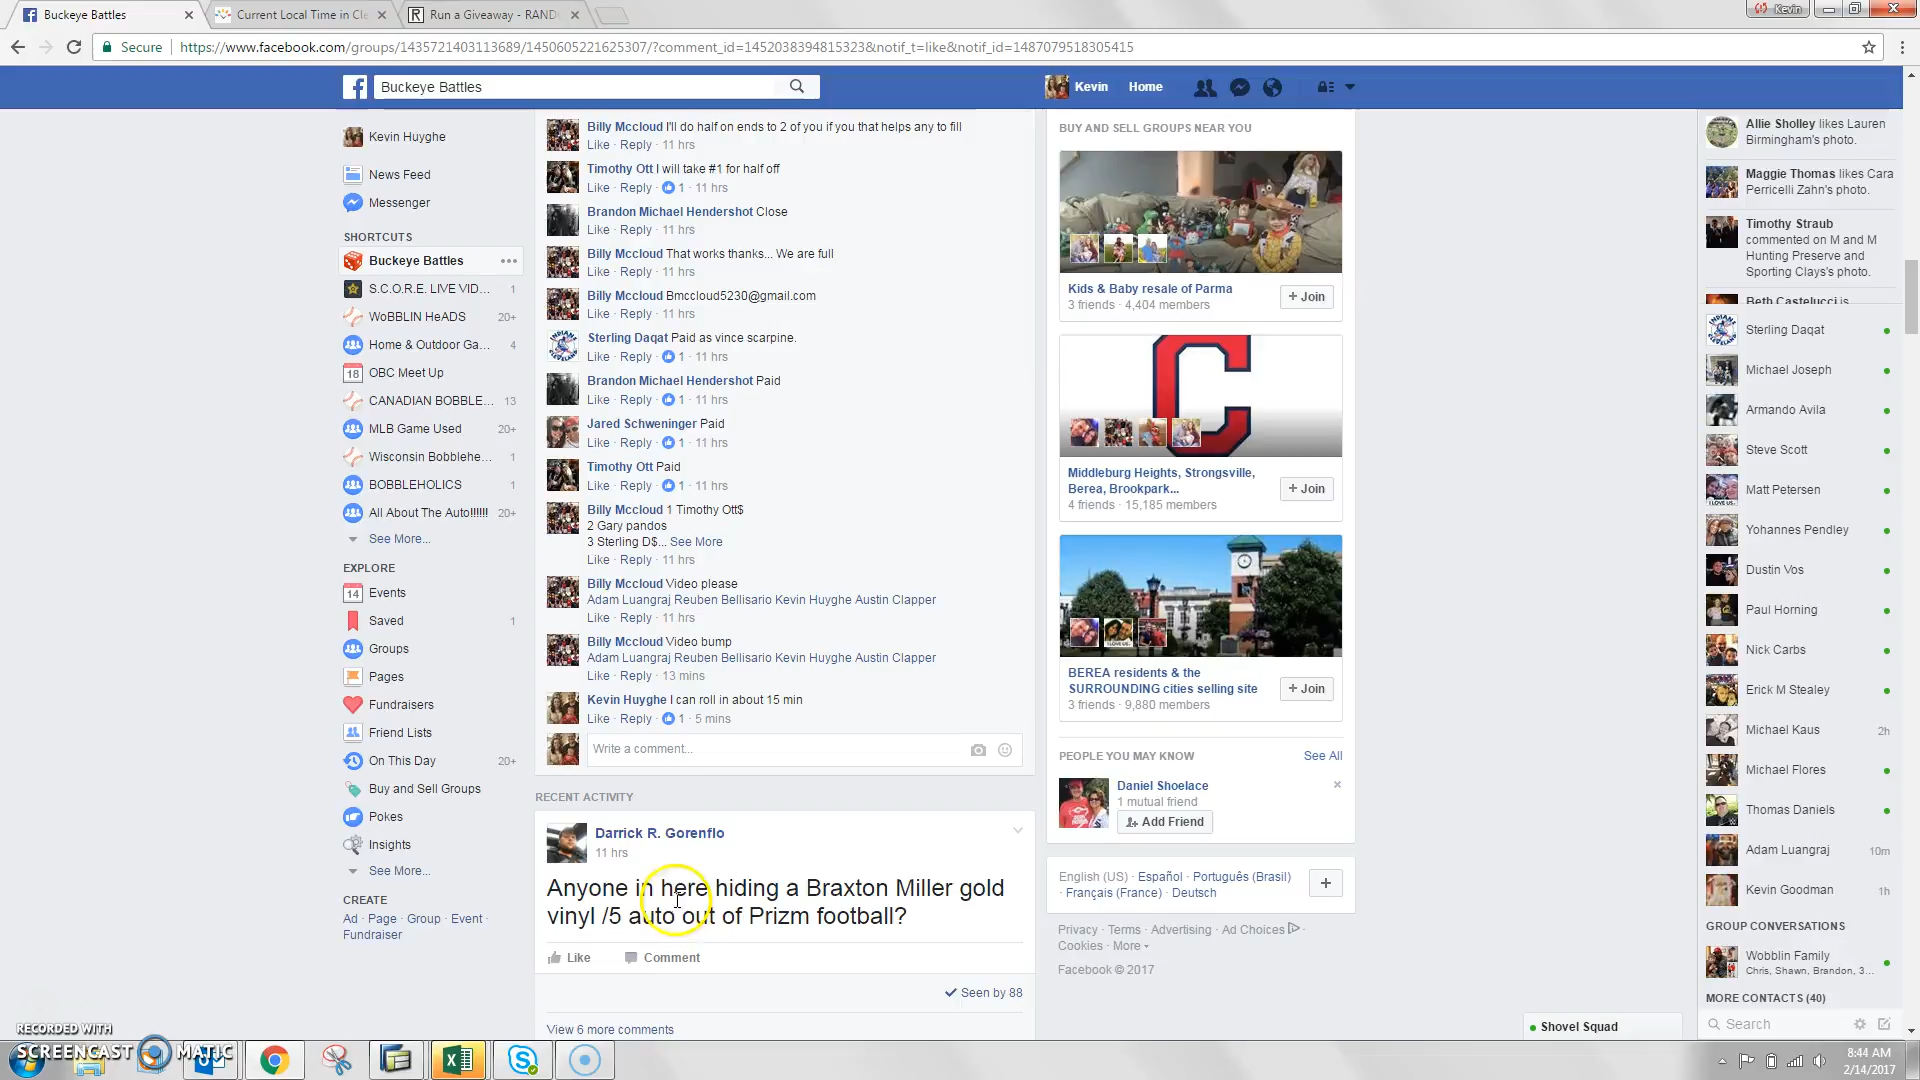 Buckeye Battles
Current Local Time in Cle
Run a Giveaway - RAND
Kevin
Secure
https://www.facebook.com/groups/1435721403113689/1450605221625307/?comment_id=1452038394815323&notif_t=like&notif_id=1487079518305415
Buckeye Battles
Kevin
Home
Kevin Huyghe
News Feed
Messenger
SHORTCUTS
Buckeye Battles
S.C.O.R.E. LIVE VID... 1
WoBBLIN HeADS 20+
Home & Outdoor Ga... 4
18 OBC Meet Up
CANADIAN BOBBLE... 13
MLB Game Used 20+
Wisconsin Bobblehe... 1
BOBBLEHOLICS 1
All About The Auto!!!!!! 20+
See More...
EXPLORE
14 Events
Saved 1
Groups
Pages
Fundraisers
Friend Lists
On This Day 20+
Buy and Sell Groups
Pokes
Insights
See More...
CREATE
Ad · Page · Group · Event ·
Fundraiser
Billy Mccloud I'll do half on ends to 2 of you if you that helps any to fill
Like · Reply · 11 hrs
Timothy Ott I will take #1 for half off
Like · Reply · 1 · 11 hrs
Brandon Michael Hendershot Close
Like · Reply · 11 hrs
Billy Mccloud That works thanks... We are full
Like · Reply · 11 hrs
Billy Mccloud Bmccloud5230@gmail.com
Like · Reply · 11 hrs
Sterling Daqat Paid as vince scarpine.
Like · Reply · 1 · 11 hrs
Brandon Michael Hendershot Paid
Like · Reply · 1 · 11 hrs
Jared Schweninger Paid
Like · Reply · 1 · 11 hrs
Timothy Ott Paid
Like · Reply · 1 · 11 hrs
Billy Mccloud 1 Timothy Ott$
2 Gary pandos
3 Sterling D$... See More
Like · Reply · 11 hrs
Billy Mccloud Video please
Adam Luangraj Reuben Bellisario Kevin Huyghe Austin Clapper
Like · Reply · 11 hrs
Billy Mccloud Video bump
Adam Luangraj Reuben Bellisario Kevin Huyghe Austin Clapper
Like · Reply · 13 mins
Kevin Huyghe I can roll in about 15 min
Like · Reply · 1 · 5 mins
Write a comment...
RECENT ACTIVITY
Darrick R. Gorenflo
11 hrs
Anyone in here hiding a Braxton Miller gold
vinyl /5 auto out of Prizm football?
Like Comment
Seen by 88
View 6 more comments
BUY AND SELL GROUPS NEAR YOU
Kids & Baby resale of Parma
3 friends · 4,404 members
+ Join
C
Middleburg Heights, Strongsville,
Berea, Brookpark...
4 friends · 15,185 members
+ Join
BEREA residents & the
SURROUNDING cities selling site
3 friends · 9,880 members
+ Join
PEOPLE YOU MAY KNOW See All
Daniel Shoelace
1 mutual friend
Add Friend
English (US) · Español · Português (Brasil)
· Français (France) · Deutsch
Privacy · Terms · Advertising · Ad Choices ·
Cookies · More
Facebook © 2017
Allie Sholley likes Lauren
Birmingham's photo.
Maggie Thomas likes Cara
Perricelli Zahn's photo.
Timothy Straub
commented on M and M
Hunting Preserve and
Sporting Clays's photo.
Beth Castelucci is
Sterling Daqat
Michael Joseph
Armando Avila
Steve Scott
Matt Petersen
Yohannes Pendley
Dustin Vos
Paul Horning
Nick Carbs
Erick M Stealey
Michael Kaus 2h
Michael Flores
Thomas Daniels
Adam Luangraj 10m
Kevin Goodman 1h
GROUP CONVERSATIONS
Wobblin Family
Chris, Shawn, Brandon, 3...
MORE CONTACTS (40)
Search
Shovel Squad
RECORDED WITH
SCREENCAST MATIC
8:44 AM
2/14/2017